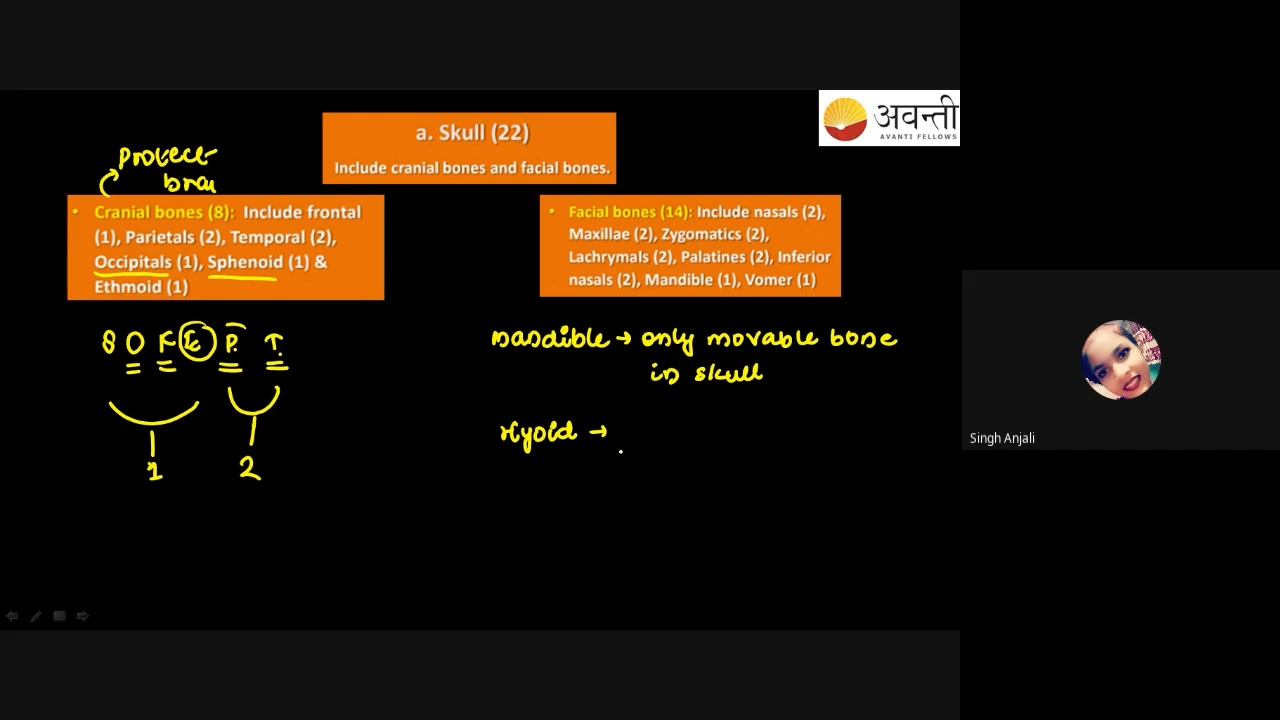 अवन्ती
AVANTI FELLOWS
a. Skull (22)
Include cranial bones and facial bones.
Protect
brain
• Cranial bones (8): Include frontal
(1), Parietals (2), Temporal (2),
Occipitals (1), Sphenoid (1) &
Ethmoid (1)
• Facial bones (14): Include nasals (2),
Maxillae (2), Zygomatics (2),
Lachrymals (2), Palatines (2), Inferior
nasals (2), Mandible (1), Vomer (1)
S O F E P T
1 2
mandible → only movable bone
in skull
Hyoid →
Singh Anjali